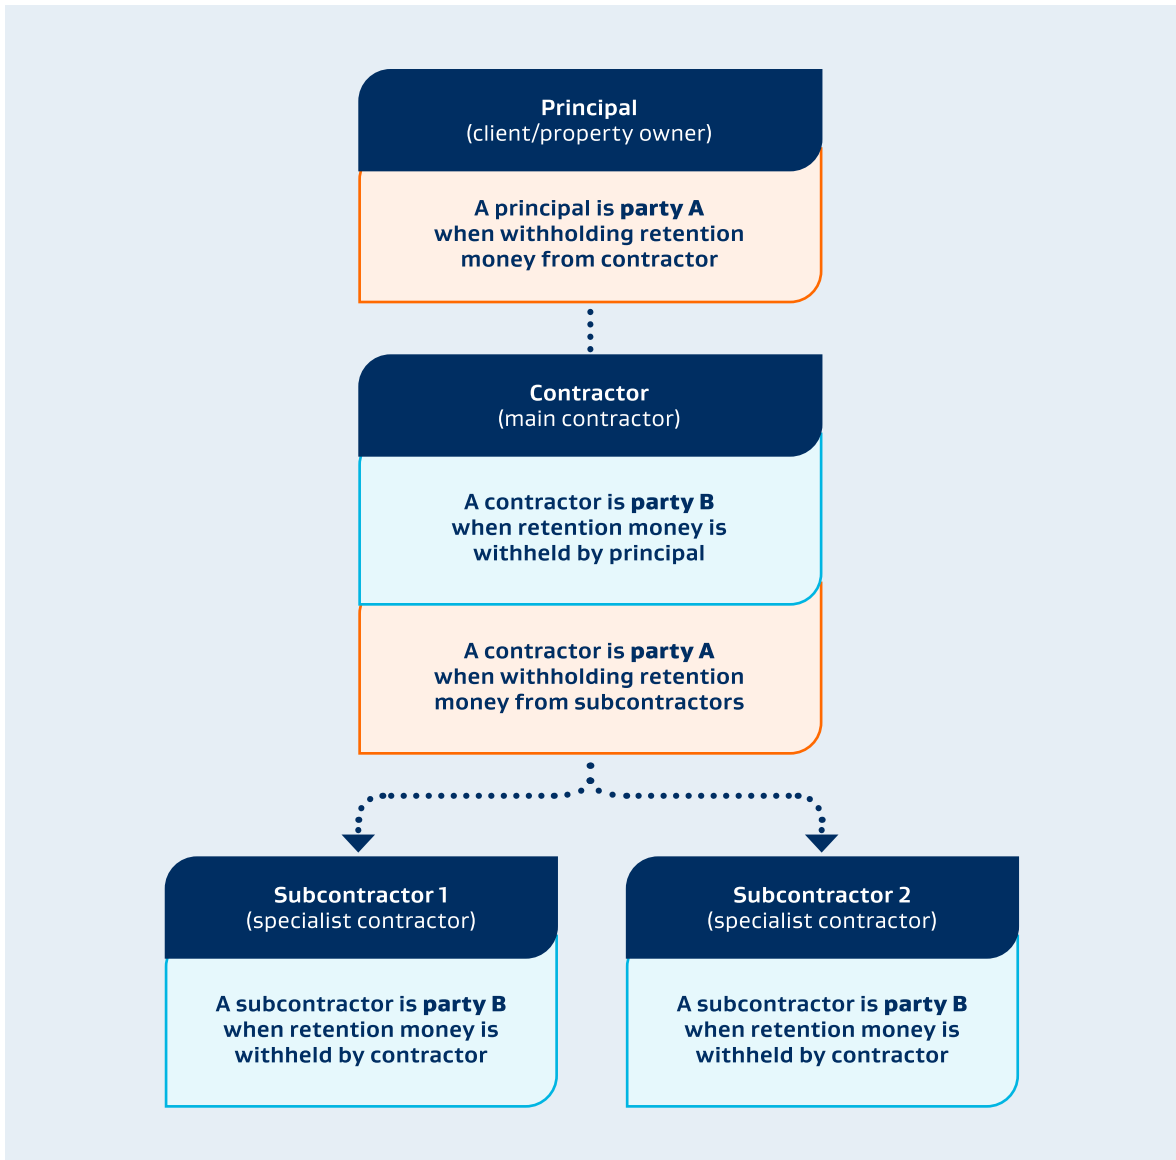 Principal
(client/property owner)
A principal is party A
when withholding retention
money from contractor
Contractor
(main contractor)
A contractor is party B
when retention money is
withheld by principal
A contractor is party A
when withholding retention
money from subcontractors
Subcontractor 1
(specialist contractor)
A subcontractor is party B
when retention money is
withheld by contractor
Subcontractor 2
(specialist contractor)
A subcontractor is party B
when retention money is
withheld by contractor